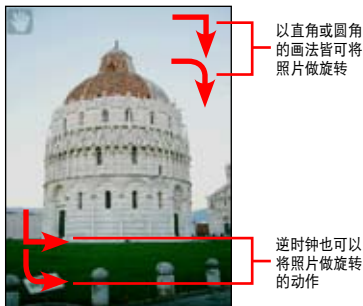 以直角或圆角
的画法皆可将
照片做旋转
逆时钟也可以
将照片做旋转
的动作